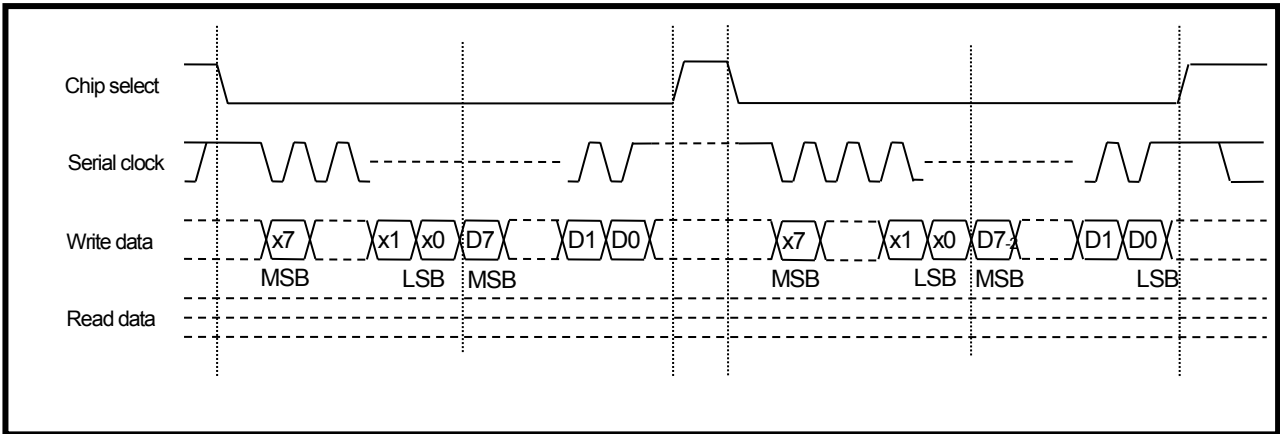 Chip select
Serial clock
Write data x7 x1 x0 D7 D1 D0 x7 x1 x0 D7-2 D1 D0
MSB LSB MSB MSB LSB MSB LSB
Read data